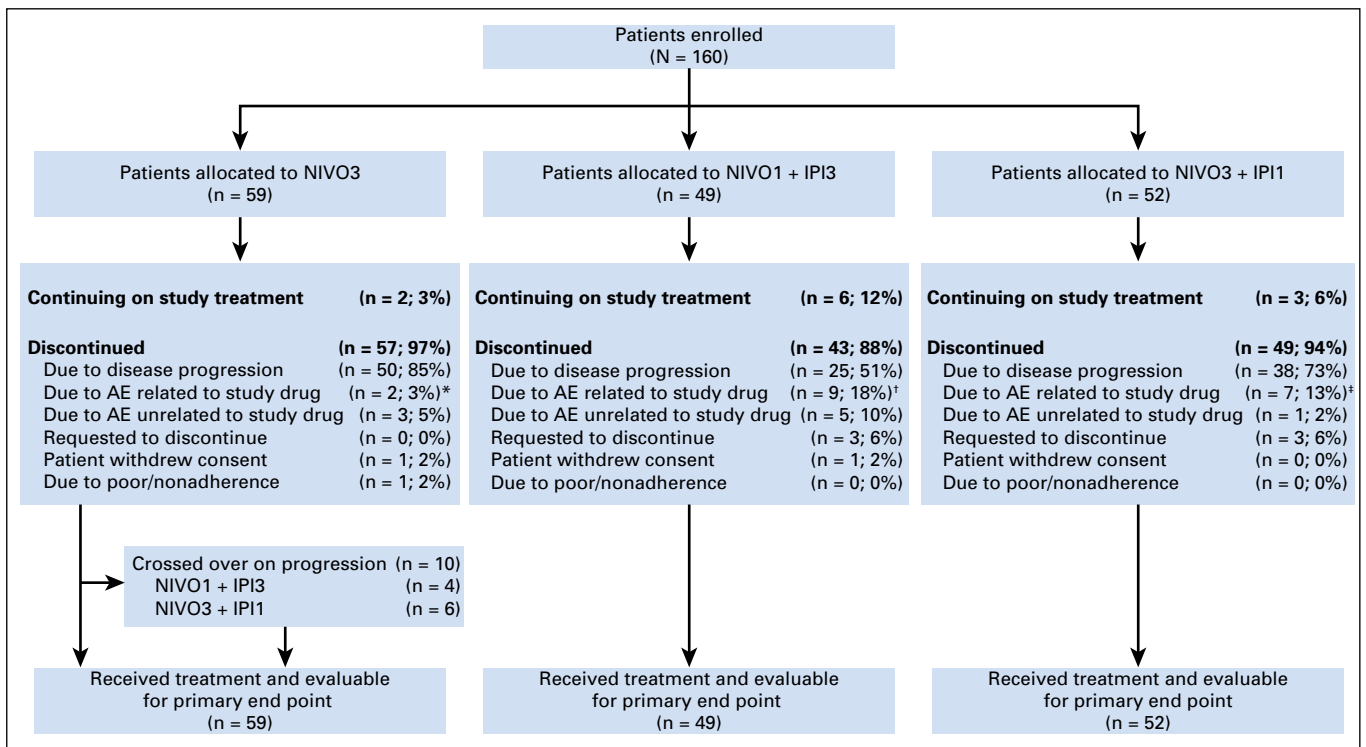 Patients enrolled
(N = 160)
Patients allocated to NIVO3
(n = 59)
Patients allocated to NIVO1 + IPI3
(n = 49)
Patients allocated to NIVO3 + IPI1
(n = 52)
Continuing on study treatment (n = 2; 3%)
Discontinued (n = 57; 97%)
Due to disease progression (n = 50; 85%)
Due to AE related to study drug (n = 2; 3%)*
Due to AE unrelated to study drug (n = 3; 5%)
Requested to discontinue (n = 0; 0%)
Patient withdrew consent (n = 1; 2%)
Due to poor/nonadherence (n = 1; 2%)
Continuing on study treatment (n = 6; 12%)
Discontinued (n = 43; 88%)
Due to disease progression (n = 25; 51%)
Due to AE related to study drug (n = 9; 18%)†
Due to AE unrelated to study drug (n = 5; 10%)
Requested to discontinue (n = 3; 6%)
Patient withdrew consent (n = 1; 2%)
Due to poor/nonadherence (n = 0; 0%)
Continuing on study treatment (n = 3; 6%)
Discontinued (n = 49; 94%)
Due to disease progression (n = 38; 73%)
Due to AE related to study drug (n = 7; 13%)‡
Due to AE unrelated to study drug (n = 1; 2%)
Requested to discontinue (n = 3; 6%)
Patient withdrew consent (n = 0; 0%)
Due to poor/nonadherence (n = 0; 0%)
Crossed over on progression (n = 10)
NIVO1 + IPI3 (n = 4)
NIVO3 + IPI1 (n = 6)
Received treatment and evaluable
for primary end point
(n = 59)
Received treatment and evaluable
for primary end point
(n = 49)
Received treatment and evaluable
for primary end point
(n = 52)